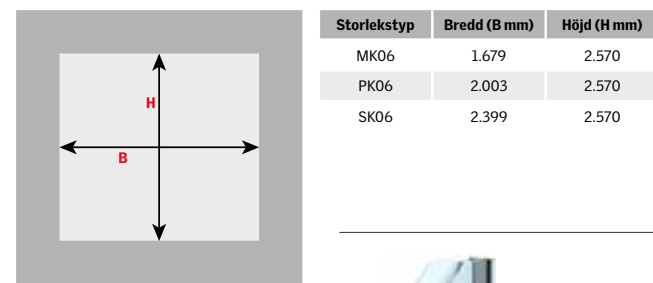 H
B
Storlekstyp Bredd (B mm) Höjd (H mm)
MK06 1.679 2.570
PK06 2.003 2.570
SK06 2.399 2.570